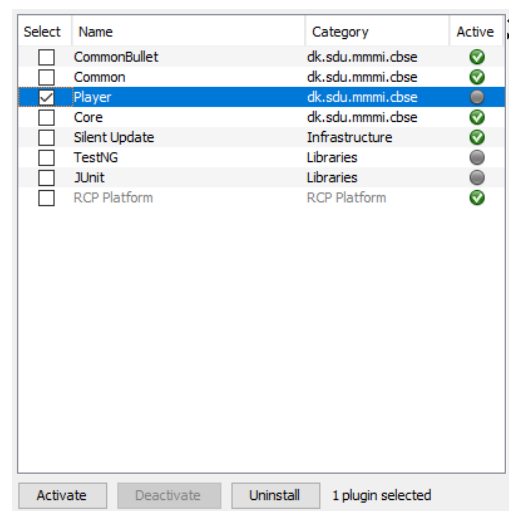 Select Name Category Active
CommonBullet dk.sdu.mmmi.cbse
Common dk.sdu.mmmi.cbse
Player dk.sdu.mmmi.cbse
Core dk.sdu.mmmi.cbse
Silent Update Infrastructure
TestNG Libraries
JUnit Libraries
RCP Platform RCP Platform
Activate Deactivate Uninstall 1 plugin selected